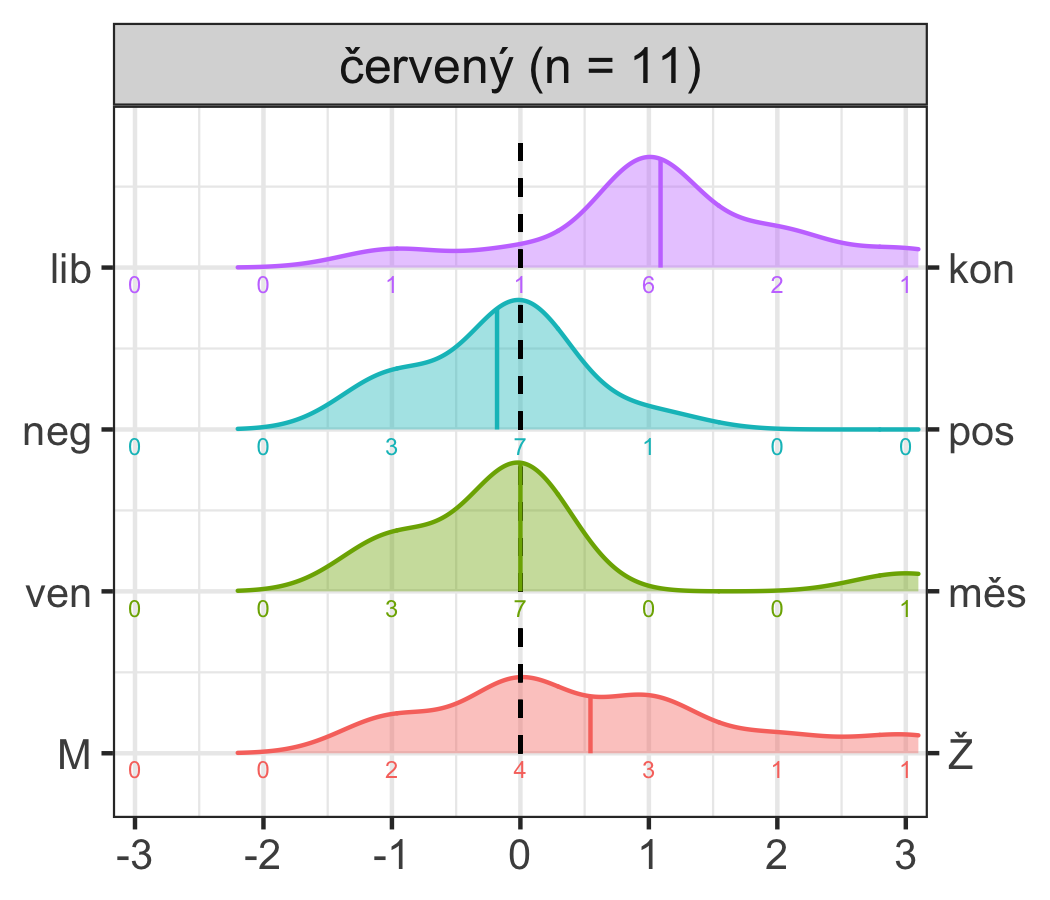 červený (n = 11)
lib kon
0 0 1 1 6 2 1
neg pos
0 0 3 7 1 0 0
ven měs
0 0 3 7 0 0 1
M Ž
0 0 2 4 3 1 1
-3 -2 -1 0 1 2 3